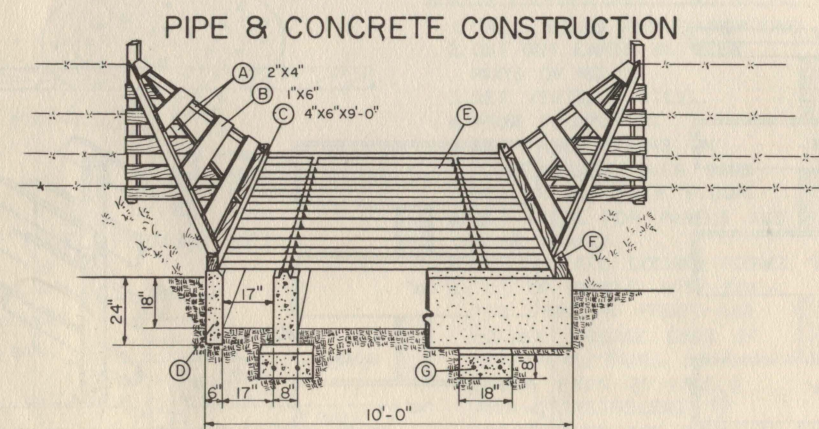 PIPE & CONCRETE CONSTRUCTION
A 2"X4"
B 1"X6"
C 4"X6"X9'-0"
E
F
24"
18"
17"
D
G
8"
6" 17" 8" 18"
10'-0"